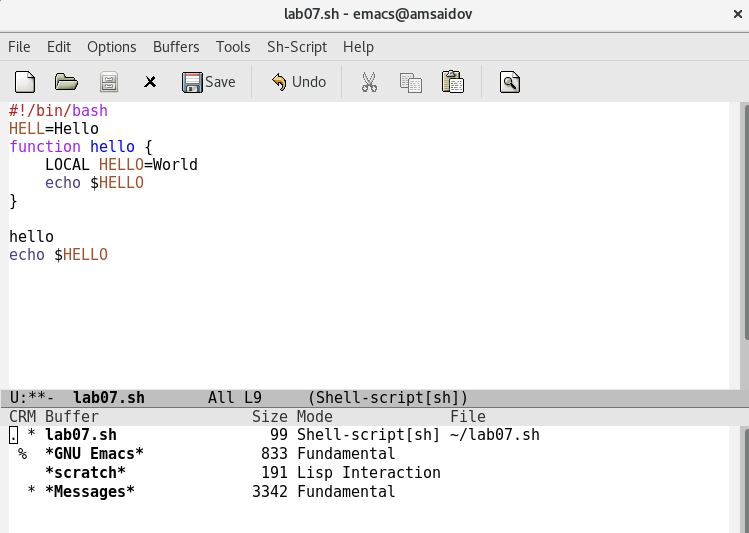 lab07.sh - emacs@amsaidov
File Edit Options Buffers Tools Sh-Script Help
Save Undo
#!/bin/bash
HELL=Hello
function hello {
    LOCAL HELLO=World
    echo $HELLO
}
hello
echo $HELLO
U:**-  lab07.sh       All L9     (Shell-script[sh])
CRM Buffer                 Size Mode             File
. * lab07.sh                 99 Shell-script[sh] ~/lab07.sh
 %  *GNU Emacs*             833 Fundamental
    *scratch*               191 Lisp Interaction
  * *Messages*             3342 Fundamental